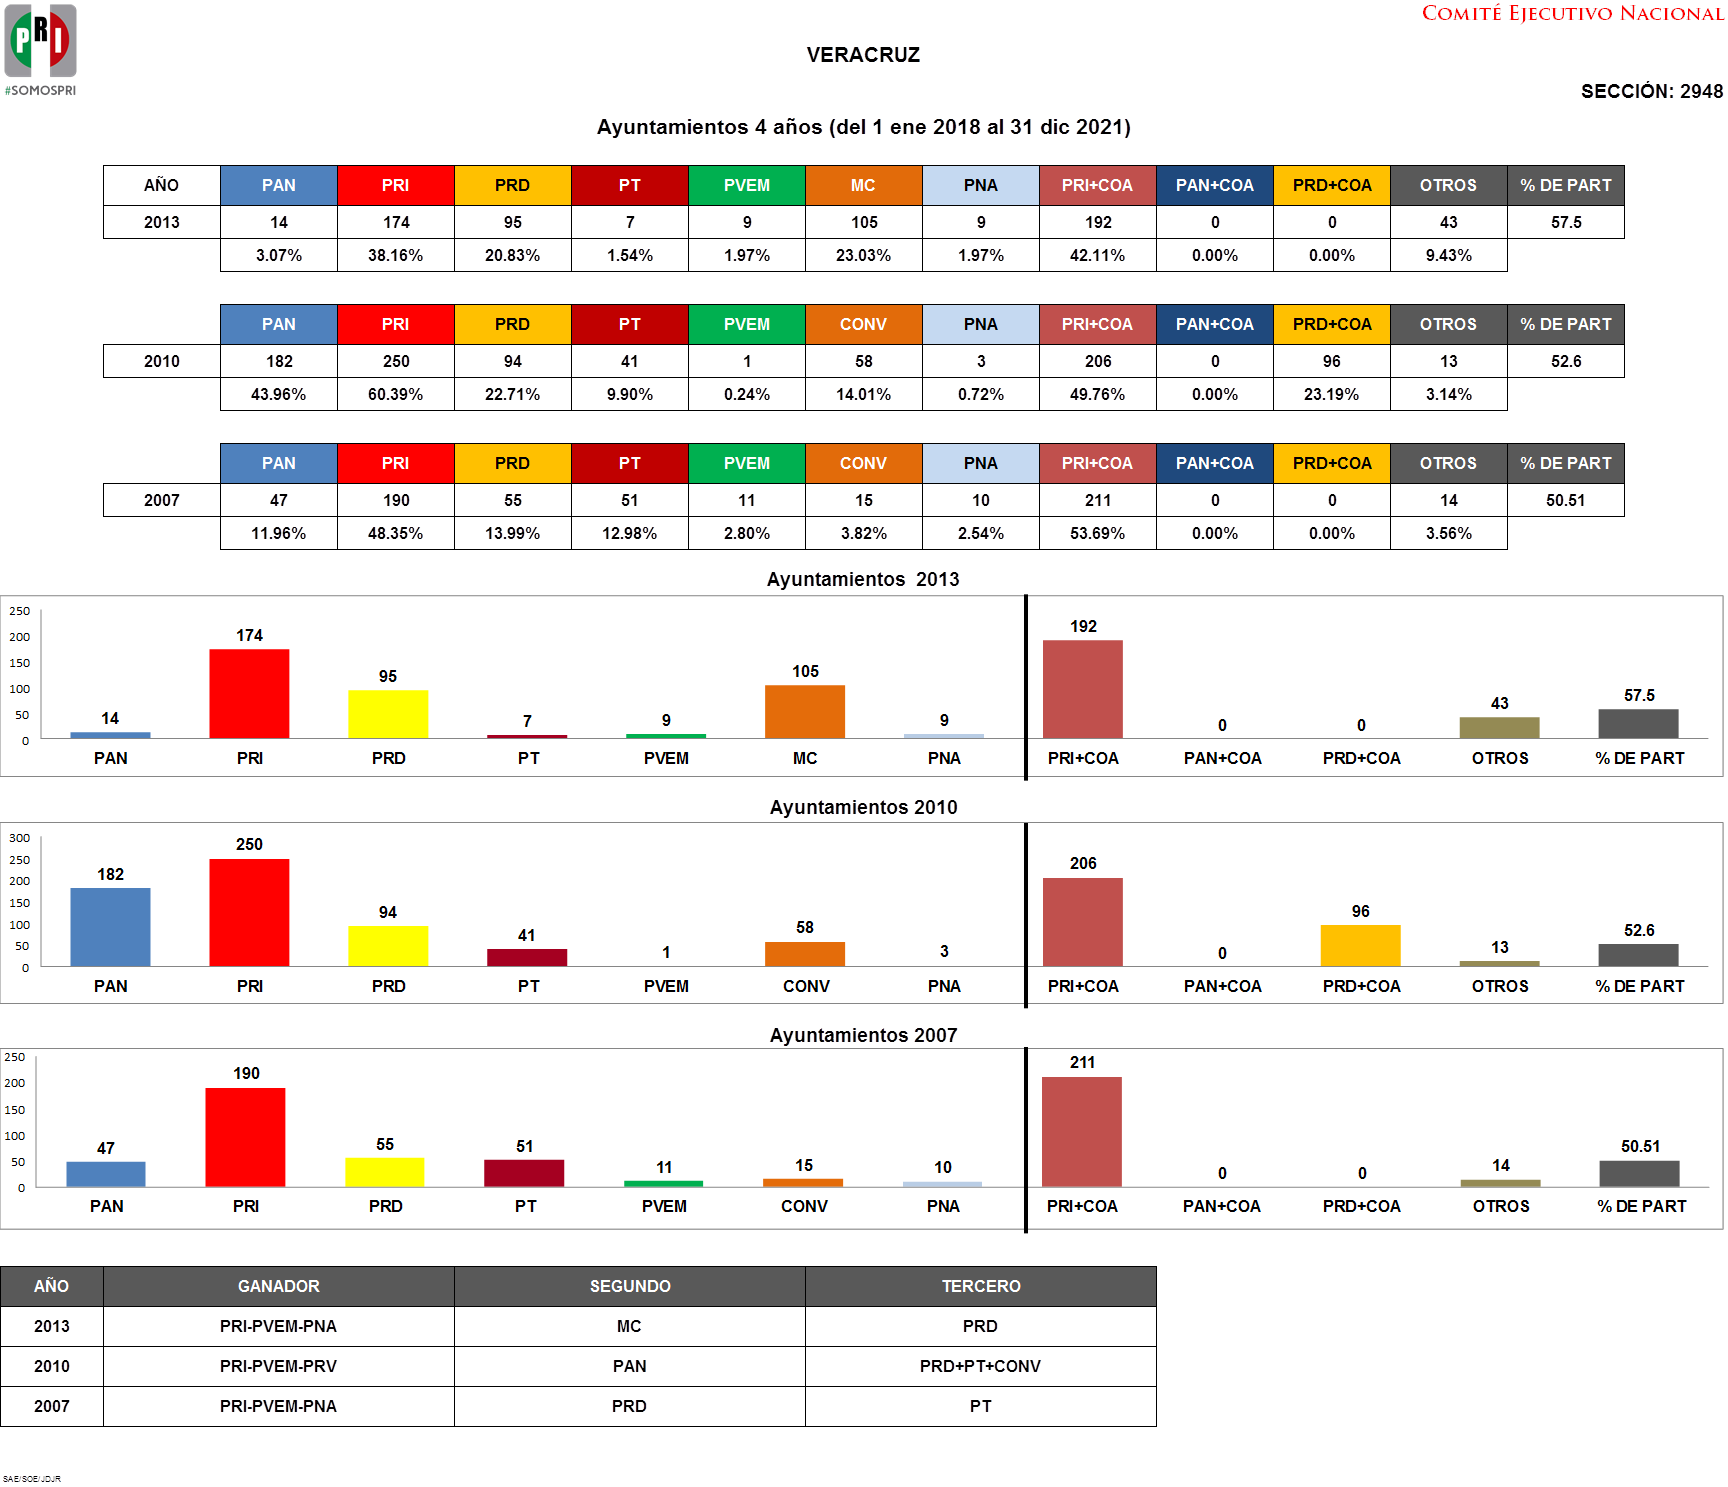 PRI
#SOMOSPRI
COMITÉ EJECUTIVO NACIONAL
VERACRUZ
SECCIÓN: 2948
Ayuntamientos 4 años (del 1 ene 2018 al 31 dic 2021)
AÑO PAN PRI PRD PT PVEM MC PNA PRI+COA PAN+COA PRD+COA OTROS % DE PART
2013 14 174 95 7 9 105 9 192 0 0 43 57.5
3.07% 38.16% 20.83% 1.54% 1.97% 23.03% 1.97% 42.11% 0.00% 0.00% 9.43%
PAN PRI PRD PT PVEM CONV PNA PRI+COA PAN+COA PRD+COA OTROS % DE PART
2010 182 250 94 41 1 58 3 206 0 96 13 52.6
43.96% 60.39% 22.71% 9.90% 0.24% 14.01% 0.72% 49.76% 0.00% 23.19% 3.14%
PAN PRI PRD PT PVEM CONV PNA PRI+COA PAN+COA PRD+COA OTROS % DE PART
2007 47 190 55 51 11 15 10 211 0 0 14 50.51
11.96% 48.35% 13.99% 12.98% 2.80% 3.82% 2.54% 53.69% 0.00% 0.00% 3.56%
Ayuntamientos 2013
250
200
150
100
50
0
14 174 95 7 9 105 9 192 0 0 43 57.5
PAN PRI PRD PT PVEM MC PNA PRI+COA PAN+COA PRD+COA OTROS % DE PART
Ayuntamientos 2010
300
250
200
150
100
50
0
182 250 94 41 1 58 3 206 0 96 13 52.6
PAN PRI PRD PT PVEM CONV PNA PRI+COA PAN+COA PRD+COA OTROS % DE PART
Ayuntamientos 2007
250
200
150
100
50
0
47 190 55 51 11 15 10 211 0 0 14 50.51
PAN PRI PRD PT PVEM CONV PNA PRI+COA PAN+COA PRD+COA OTROS % DE PART
AÑO GANADOR SEGUNDO TERCERO
2013 PRI-PVEM-PNA MC PRD
2010 PRI-PVEM-PRV PAN PRD+PT+CONV
2007 PRI-PVEM-PNA PRD PT
SAE/SOE/JDJR